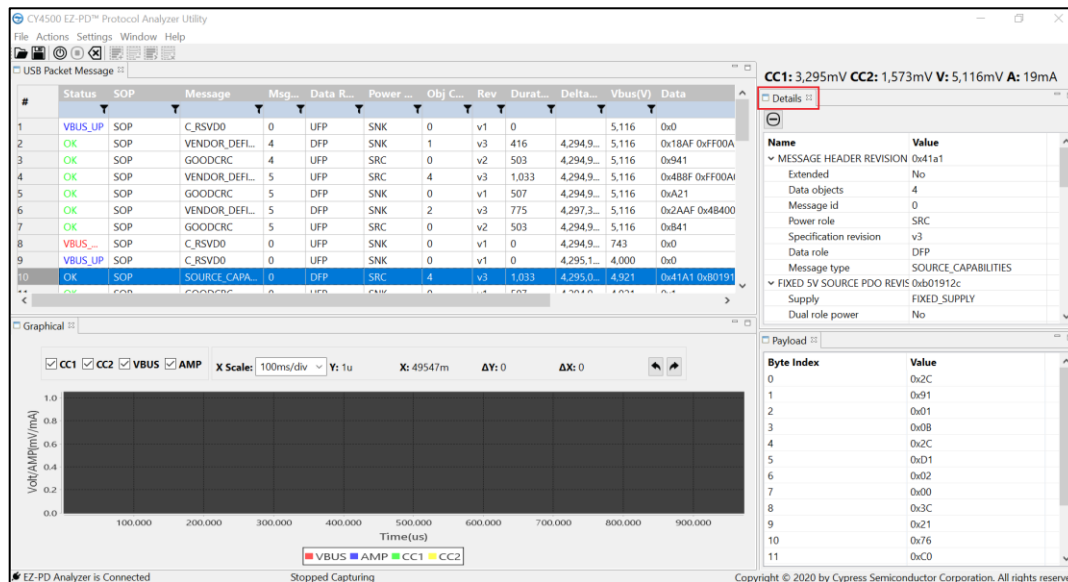 CY4500 EZ-PD™ Protocol Analyzer Utility
File Actions Settings Window Help
USB Packet Message
CC1: 3,295mV CC2: 1,573mV V: 5,116mV A: 19mA
# Status SOP Message Msg... Data R... Power ... Obj C... Rev Durat... Delta... Vbus(V) Data
1 VBUS_UP SOP C_RSVD0 0 UFP SNK 0 v1 0 5,116 0x0
2 OK SOP VENDOR_DEFI... 4 DFP SNK 1 v3 416 4,294,9... 5,116 0x18AF 0xFF00A
3 OK SOP GOODCRC 4 UFP SNK 0 v2 503 4,294,9... 5,116 0x941
4 OK SOP VENDOR_DEFI... 5 UFP SRC 4 v3 1,033 4,294,9... 5,116 0x4B8F 0xFF00A
5 OK SOP GOODCRC 5 DFP SNK 0 v1 507 4,294,9... 5,116 0xA21
6 OK SOP VENDOR_DEFI... 5 DFP SNK 2 v3 775 4,297,3... 5,116 0x2AAF 0x4B400
7 OK SOP GOODCRC 5 UFP SRC 0 v2 503 4,294,9... 5,116 0xB41
8 VBUS_... SOP C_RSVD0 0 UFP SNK 0 v1 0 4,294,9... 743 0x0
9 VBUS_UP SOP C_RSVD0 0 UFP SNK 0 v1 0 4,295,1... 4,000 0x0
10 OK SOP SOURCE_CAPA... 0 DFP SRC 4 v3 1,033 4,295,0... 4,921 0x41A1 0xB0191
Details
Name Value
MESSAGE HEADER REVISION 0x41a1
Extended No
Data objects 4
Message id 0
Power role SRC
Specification revision v3
Data role DFP
Message type SOURCE_CAPABILITIES
FIXED 5V SOURCE PDO REVIS 0xb01912c
Supply FIXED_SUPPLY
Dual role power No
Graphical
CC1 CC2 VBUS AMP X Scale: 100ms/div Y: 1u X: 49547m ΔY: 0 ΔX: 0
Volt/AMP(mV/mA)
1.0
0.8
0.6
0.4
0.2
0.0
100.000 200.000 300.000 400.000 500.000 600.000 700.000 800.000 900.000
Time(us)
VBUS AMP CC1 CC2
Payload
Byte Index Value
0 0x2C
1 0x91
2 0x01
3 0x0B
4 0x2C
5 0xD1
6 0x02
7 0x00
8 0x3C
9 0x21
10 0x76
11 0xC0
EZ-PD Analyzer is Connected Stopped Capturing Copyright © 2020 by Cypress Semiconductor Corporation. All rights reserve